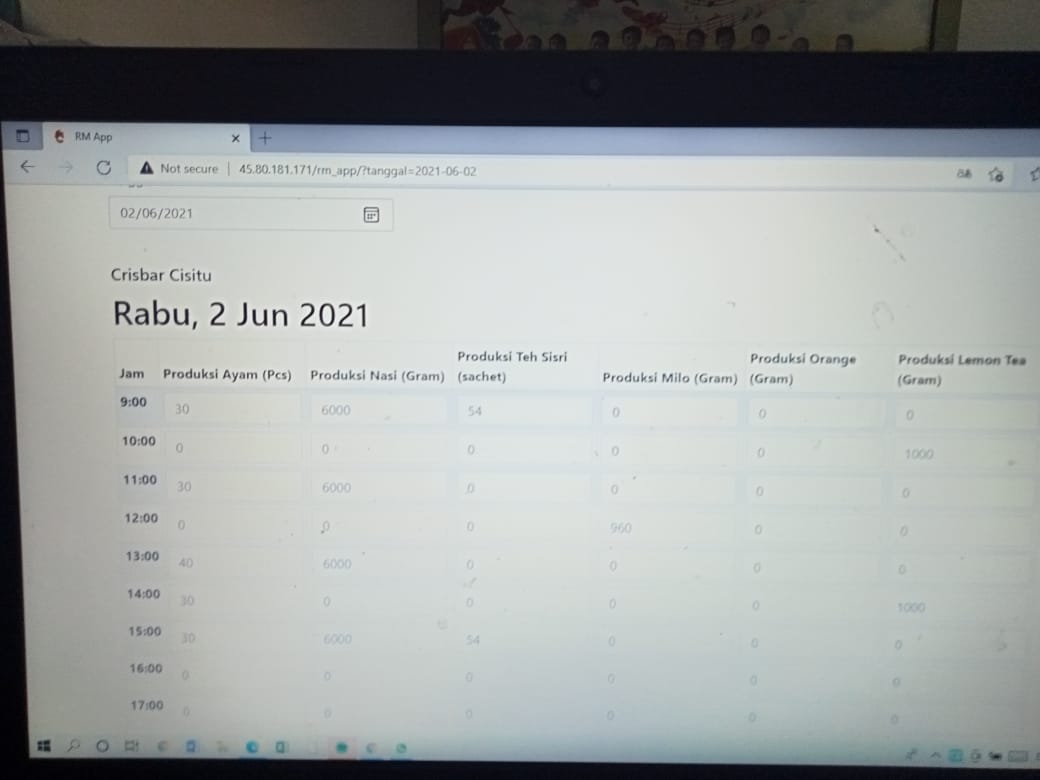 RM App
Not secure | 45.80.181.171/rm_app/?tanggal=2021-06-02
02/06/2021
Crisbar Cisitu
Rabu, 2 Jun 2021
Jam Produksi Ayam (Pcs) Produksi Nasi (Gram) Produksi Teh Sisri (sachet) Produksi Milo (Gram) Produksi Orange (Gram) Produksi Lemon Tea (Gram)
9:00 30 6000 54 0 0 0
10:00 0 0 0 0 0 1000
11:00 30 6000 0 0 0 0
12:00 0 0 0 960 0 0
13:00 40 6000 0 0 0 0
14:00 30 0 0 0 0 1000
15:00 30 6000 54 0 0 0
16:00 0 0 0 0 0 0
17:00 0 0 0 0 0 0